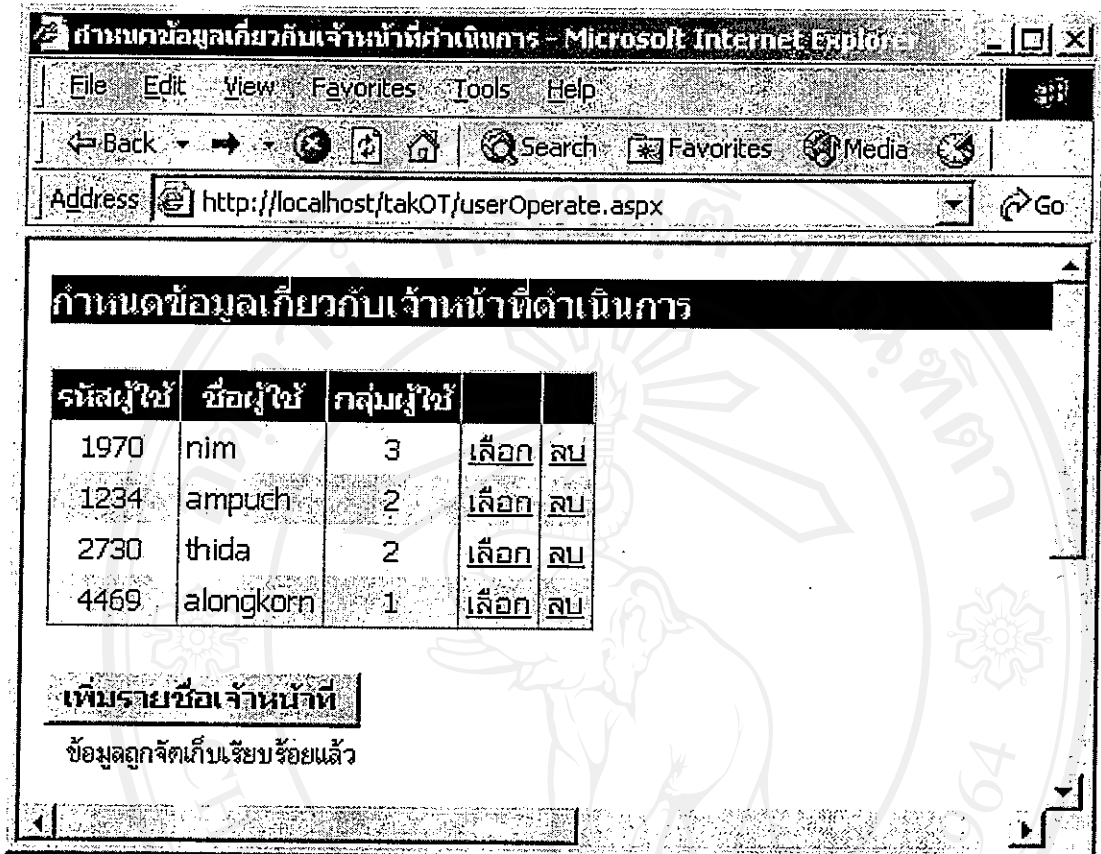 กำหนดข้อมูลเกี่ยวกับเจ้าหน้าที่ดำเนินการ - Microsoft Internet Explorer
File Edit View Favorites Tools Help
Back Search Favorites Media
Address http://localhost/takOT/userOperate.aspx Go
กำหนดข้อมูลเกี่ยวกับเจ้าหน้าที่ดำเนินการ
รหัสผู้ใช้ ชื่อผู้ใช้ กลุ่มผู้ใช้
1970 nim 3 เลือก ลบ
1234 ampuch 2 เลือก ลบ
2730 thida 2 เลือก ลบ
4469 alongkorn 1 เลือก ลบ
เพิ่มรายชื่อเจ้าหน้าที่
ข้อมูลถูกจัดเก็บเรียบร้อยแล้ว